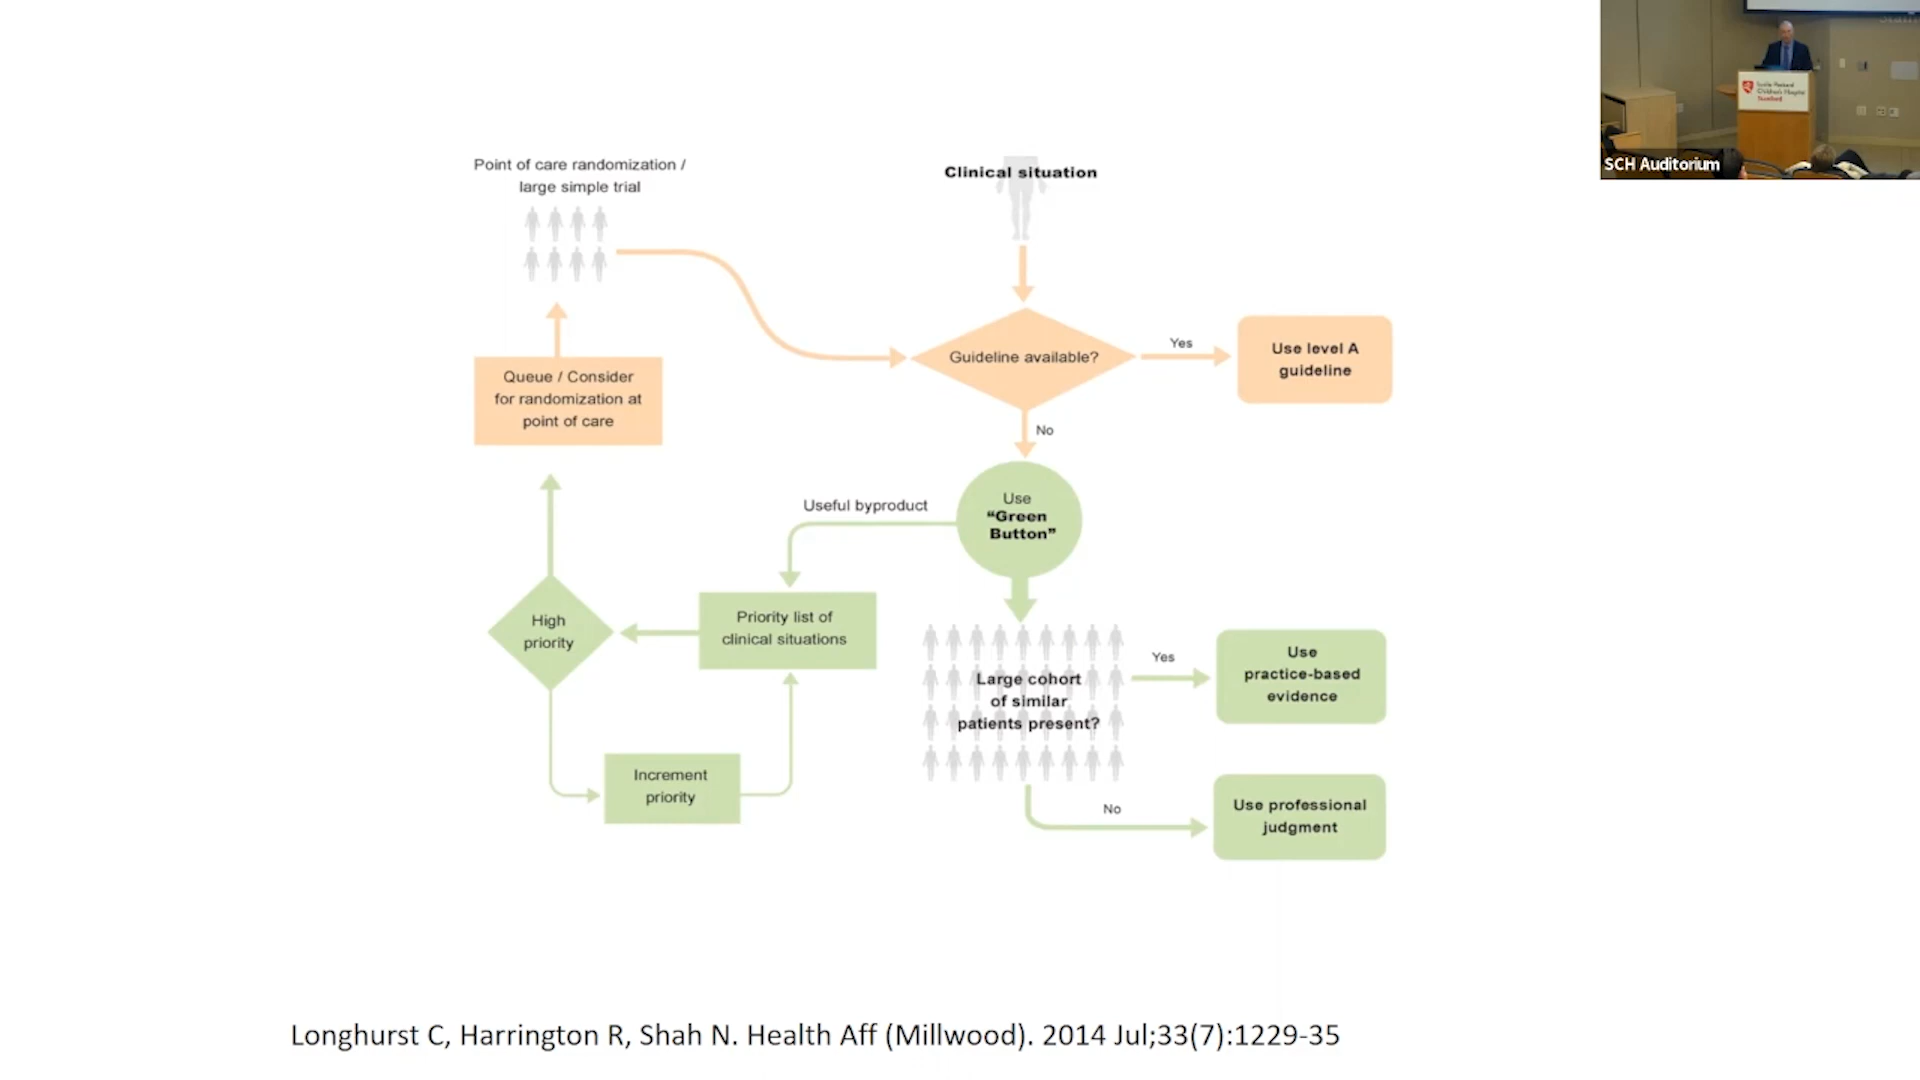 Point of care randomization /
large simple trial
Clinical situation
Guideline available?
Yes
Use level A
guideline
Queue / Consider
for randomization at
point of care
No
Use
“Green
Button”
Useful byproduct
High
priority
Priority list of
clinical situations
Large cohort
of similar
patients present?
Yes
Use
practice-based
evidence
Increment
priority
No
Use professional
judgment
Longhurst C, Harrington R, Shah N. Health Aff (Millwood). 2014 Jul;33(7):1229-35
Children's Hospital
Stanford
SCH Auditorium